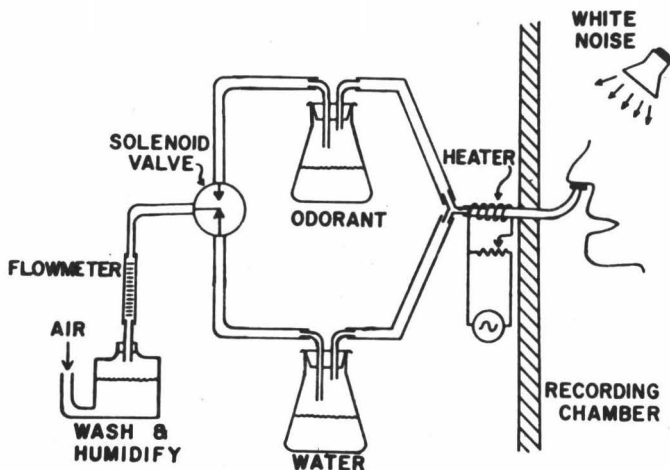 WHITE
NOISE
SOLENOID
VALVE
HEATER
ODORANT
FLOWMETER
AIR
RECORDING
CHAMBER
WASH &
HUMIDIFY
WATER